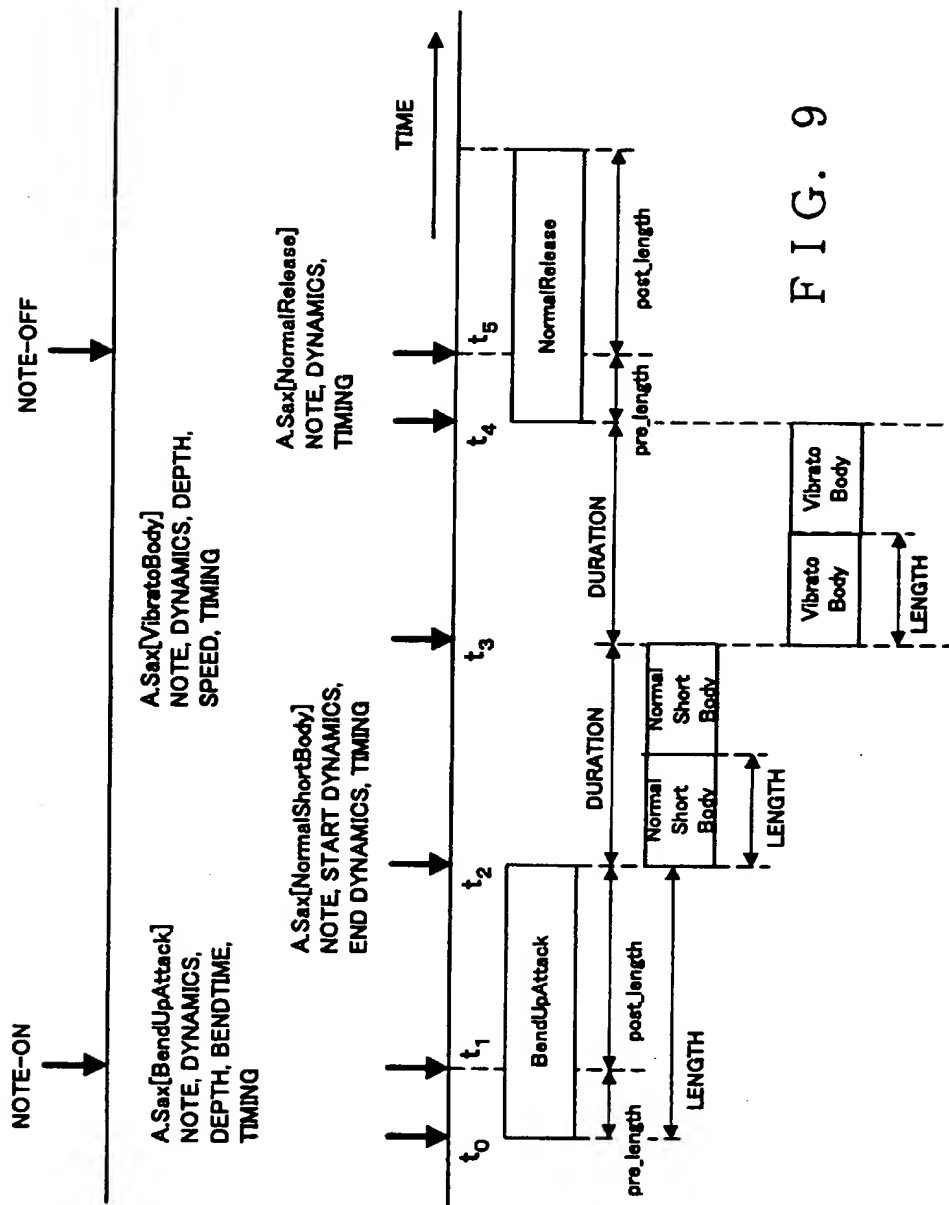 NOTE-ON
NOTE-OFF
A.Sax[BendUpAttack]
NOTE, DYNAMICS,
DEPTH, BENDTIME,
TIMING
A.Sax[VibratoBody]
NOTE, DYNAMICS, DEPTH,
SPEED, TIMING
A.Sax[NormalShortBody]
NOTE, START DYNAMICS,
END DYNAMICS, TIMING
A.Sax[NormalRelease]
NOTE, DYNAMICS,
TIMING
TIME
t0
t1
t2
t3
t4
t5
BendUpAttack
NormalRelease
pre_length
post_length
DURATION
DURATION
pre_length
post_length
LENGTH
Normal
Short
Body
Normal
Short
Body
LENGTH
Vibrato
Body
Vibrato
Body
LENGTH
FIG. 9